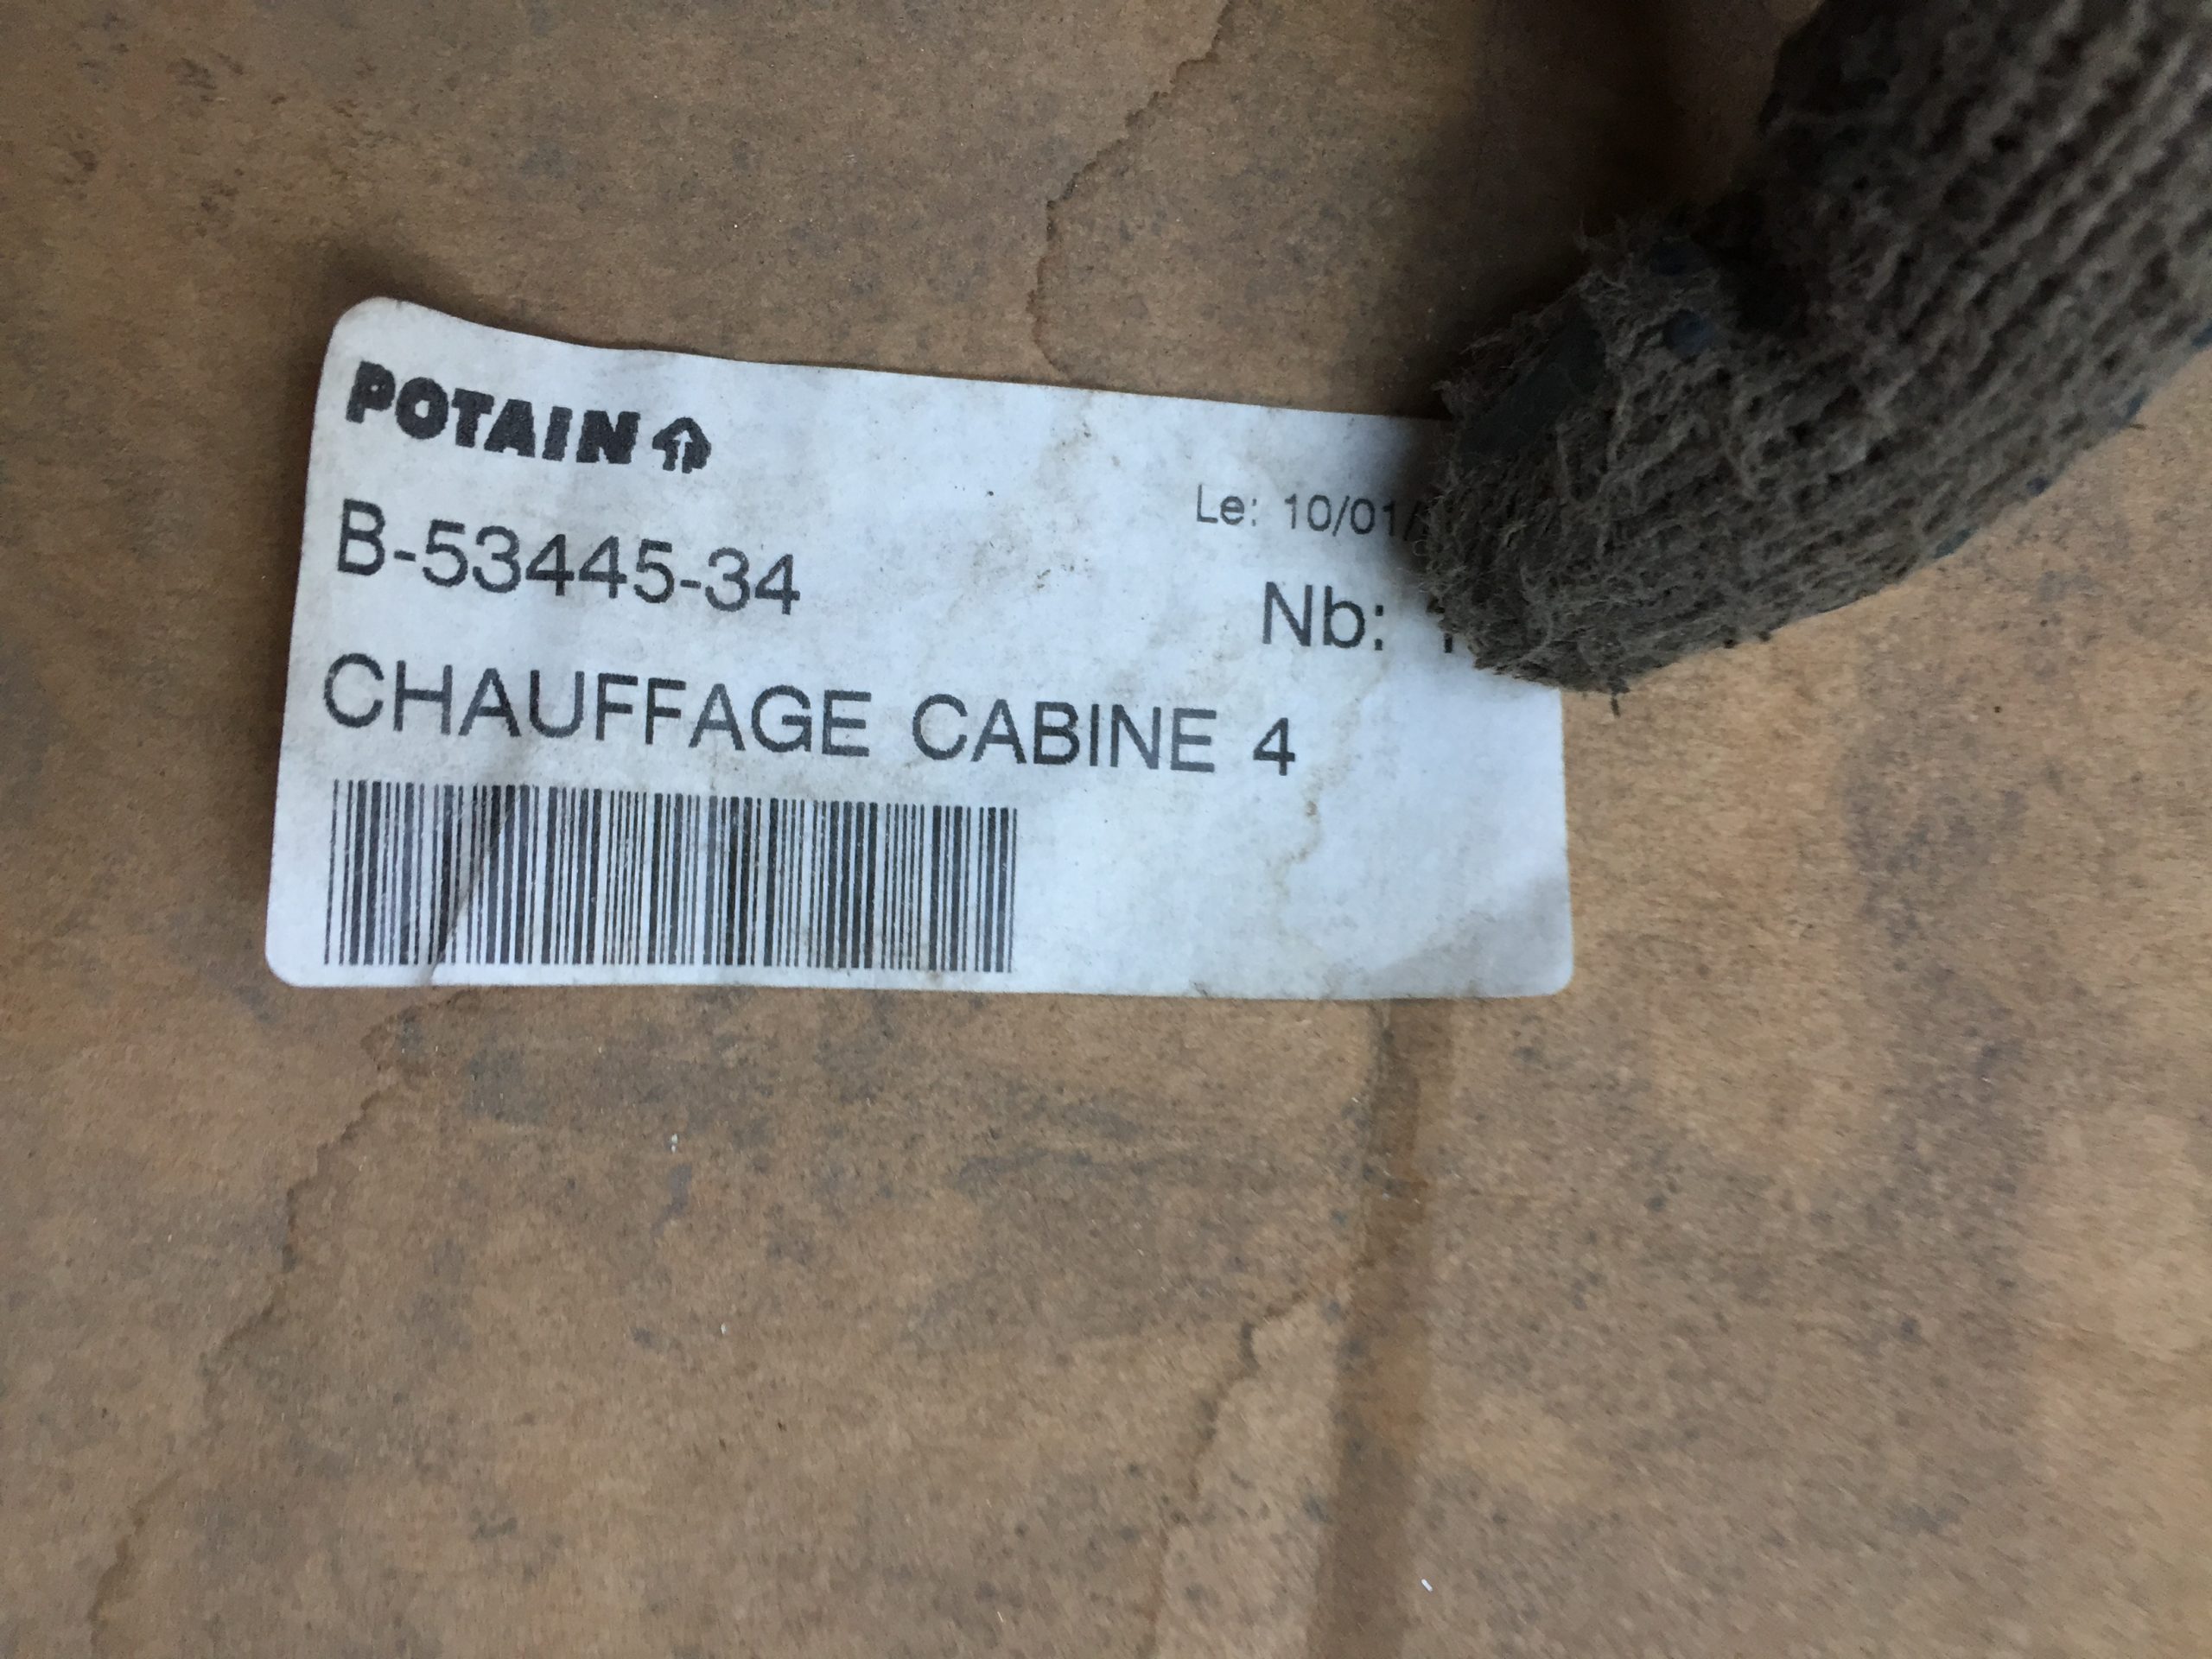 POTAIN
Le: 10/01/
B-53445-34
Nb:
CHAUFFAGE CABINE 4